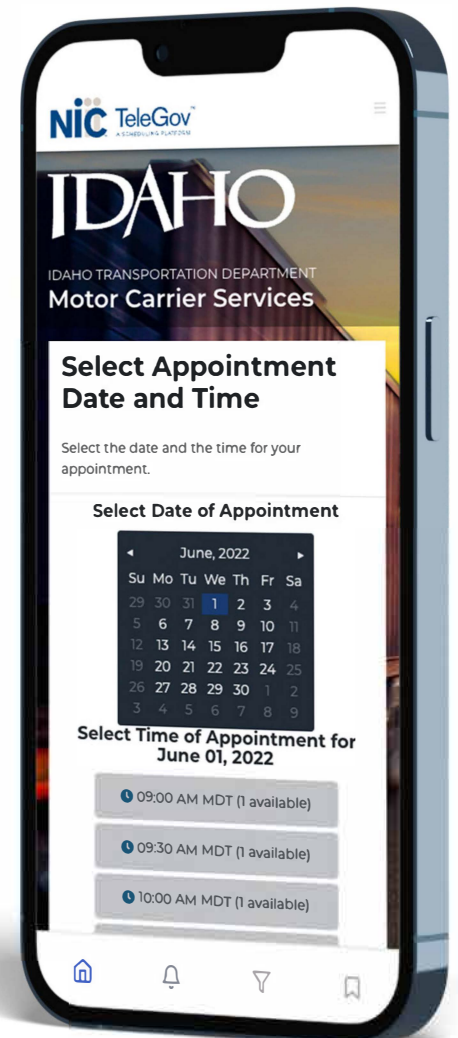 NIC TeleGov™
A SCHEDULING PLATFORM
IDAHO
IDAHO TRANSPORTATION DEPARTMENT
Motor Carrier Services
Select Appointment
Date and Time
Select the date and the time for your
appointment.
Select Date of Appointment
◄ June, 2022 ►
Su Mo Tu We Th Fr Sa
29 30 31 1 2 3 4
5 6 7 8 9 10 11
12 13 14 15 16 17 18
19 20 21 22 23 24 25
26 27 28 29 30 1 2
3 4 5 6 7 8 9
Select Time of Appointment for
June 01, 2022
09:00 AM MDT (1 available)
09:30 AM MDT (1 available)
10:00 AM MDT (1 available)